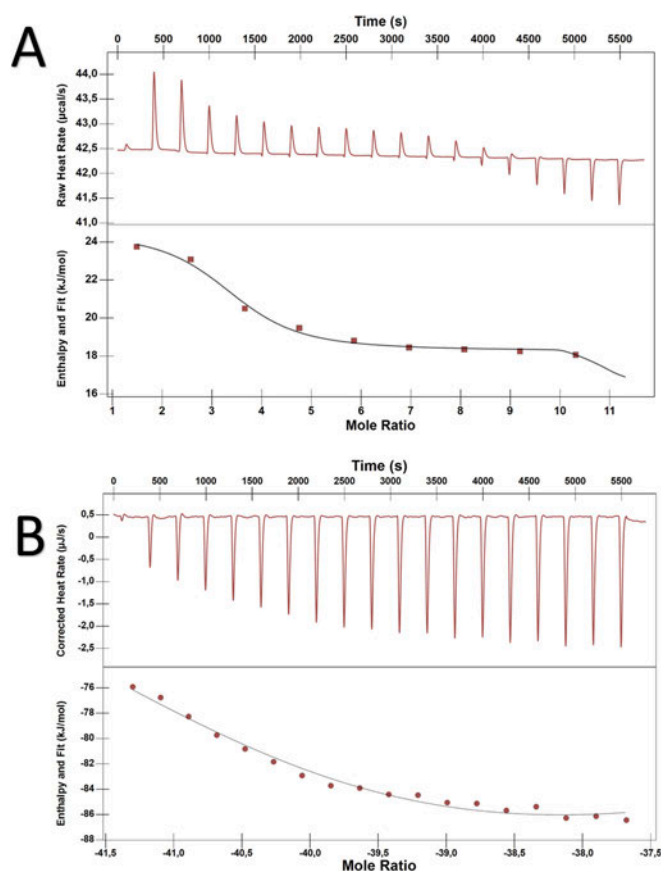 A
Time (s)
0 500 1000 1500 2000 2500 3000 3500 4000 4500 5000 5500
Raw Heat Rate (µcal/s)
44,0
43,5
43,0
42,5
42,0
41,5
41,0
Enthalpy and Fit (kJ/mol)
24
22
20
18
16
1 2 3 4 5 6 7 8 9 10 11
Mole Ratio
B
Time (s)
0 500 1000 1500 2000 2500 3000 3500 4000 4500 5000 5500
Corrected Heat Rate (µJ/s)
0,5
0
-0,5
-1,0
-1,5
-2,0
-2,5
Enthalpy and Fit (kJ/mol)
-76
-78
-80
-82
-84
-86
-88
-41,5 -41,0 -40,5 -40,0 -39,5 -39,0 -38,5 -38,0 -37,5
Mole Ratio